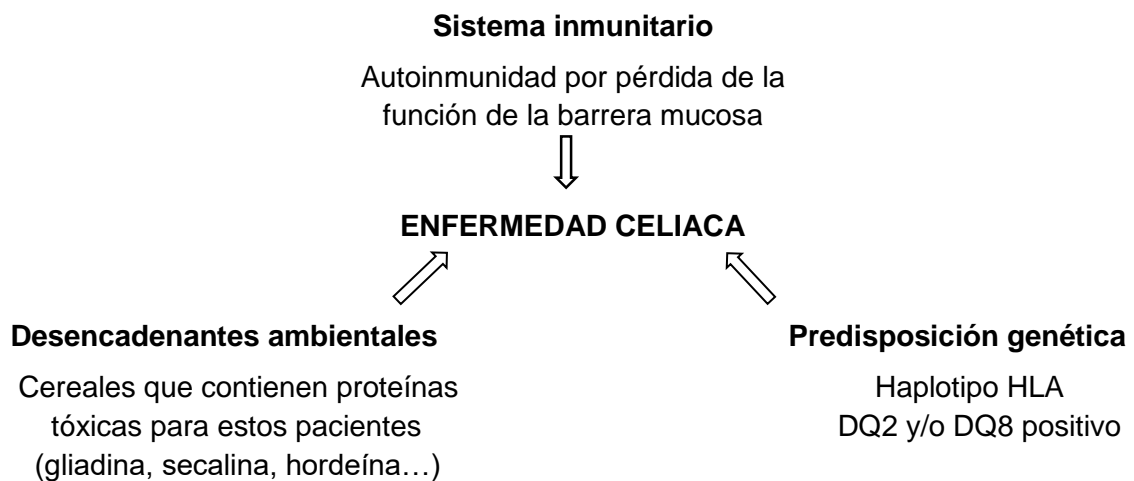 Sistema inmunitario
Autoinmunidad por pérdida de la
función de la barrera mucosa
ENFERMEDAD CELIACA
Desencadenantes ambientales
Cereales que contienen proteínas
tóxicas para estos pacientes
(gliadina, secalina, hordeína…)
Predisposición genética
Haplotipo HLA
DQ2 y/o DQ8 positivo